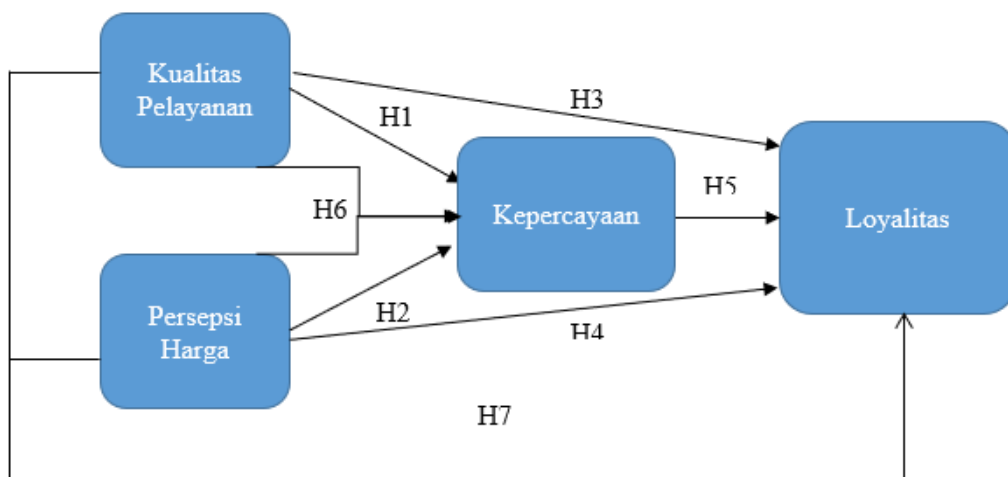 Kualitas
Pelayanan
H3
H1
Kepercayaan
H5
Loyalitas
H6
Persepsi
Harga
H2
H4
H7